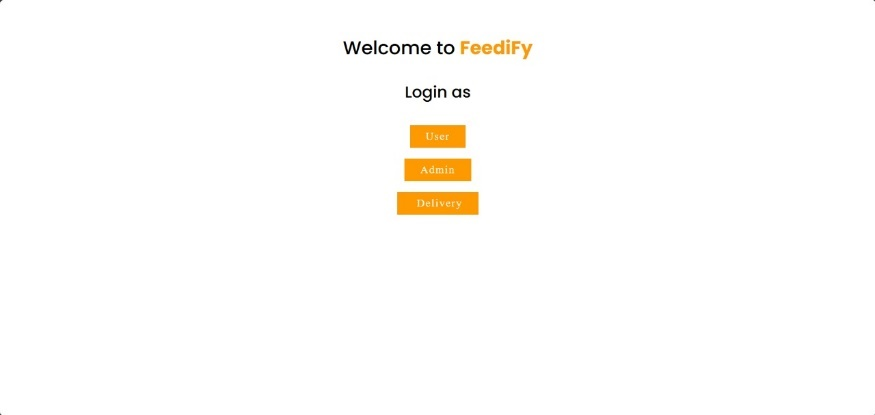 Welcome to FeediFy
Login as
User
Admin
Delivery